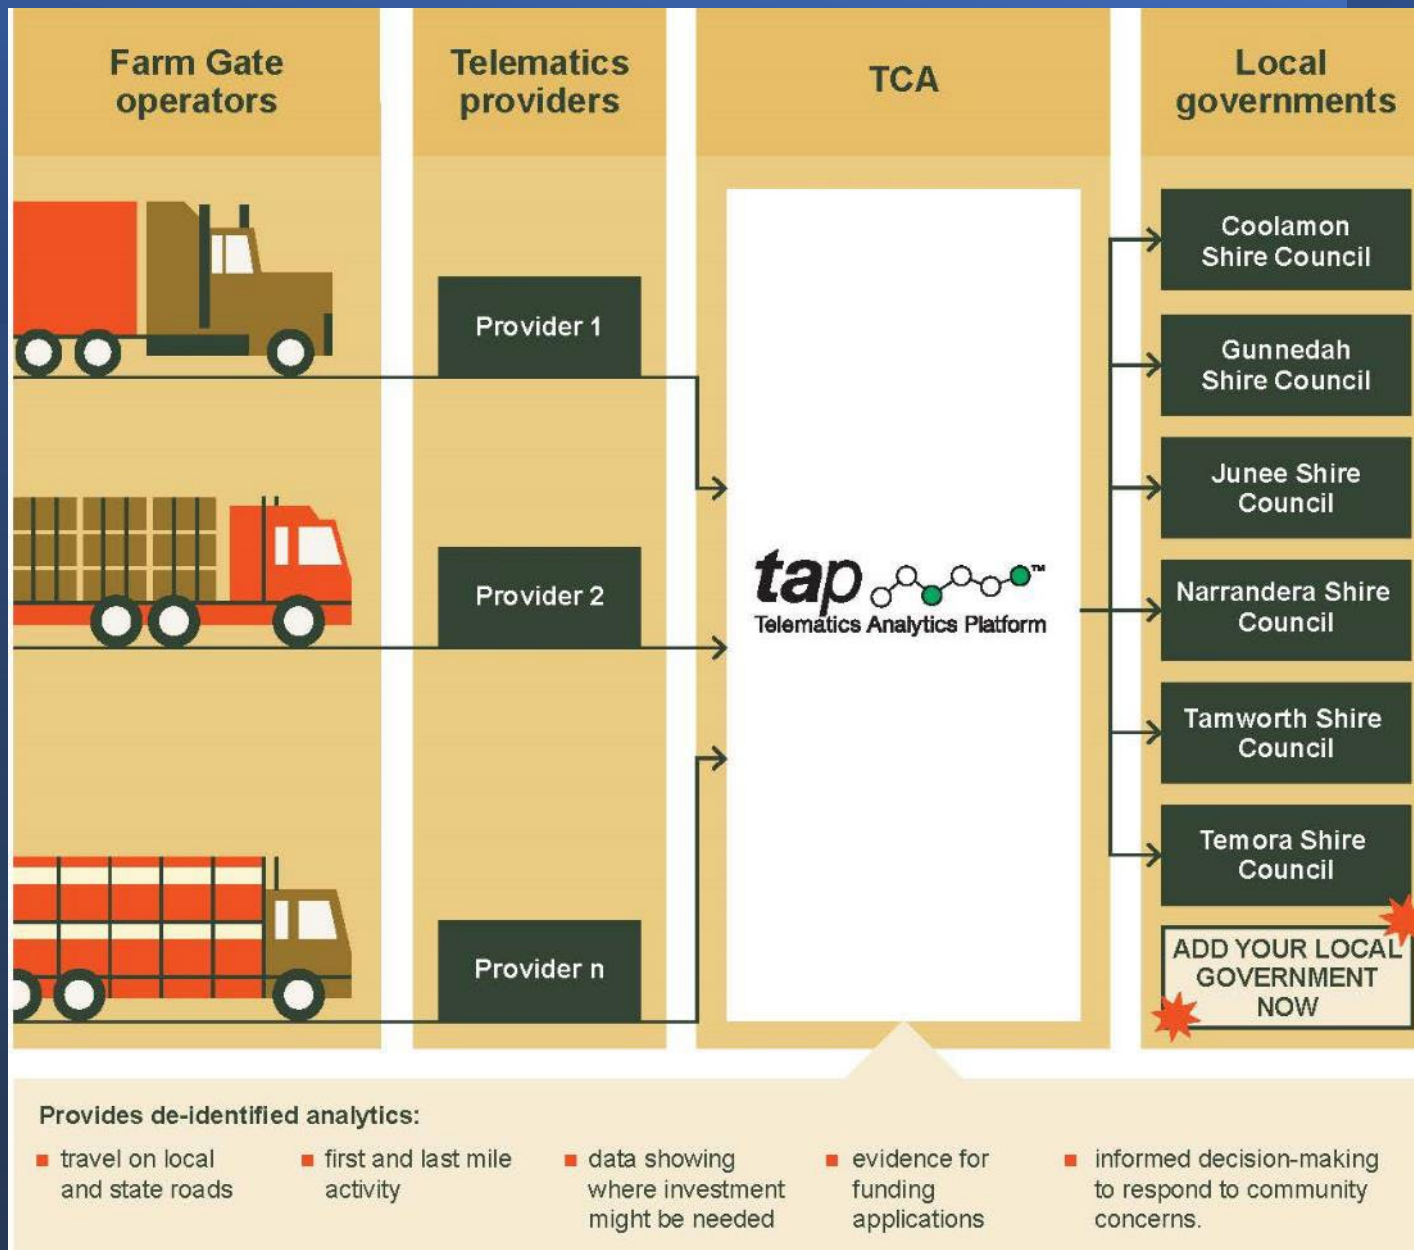 Farm Gate
operators
Telematics
providers
TCA
Local
governments
Provider 1
Provider 2
Provider n
tap ™
Telematics Analytics Platform
Coolamon
Shire Council
Gunnedah
Shire Council
Junee Shire
Council
Narrandera Shire
Council
Tamworth Shire
Council
Temora Shire
Council
ADD YOUR LOCAL
GOVERNMENT
NOW
Provides de-identified analytics:
travel on local
and state roads
first and last mile
activity
data showing
where investment
might be needed
evidence for
funding
applications
informed decision-making
to respond to community
concerns.